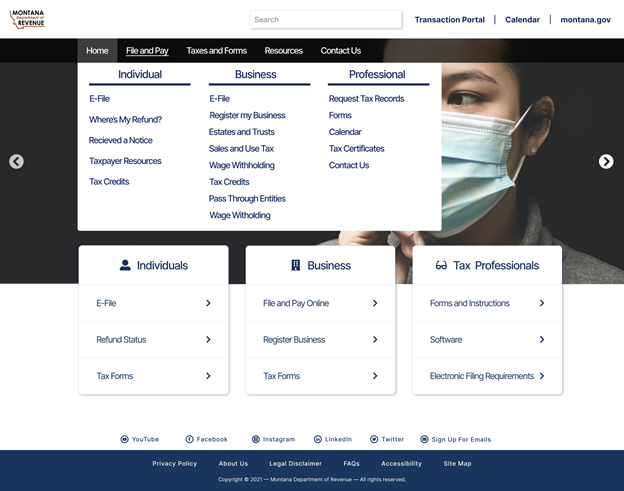 MONTANA
Department of
REVENUE
Search
Transaction Portal | Calendar | montana.gov
Home File and Pay Taxes and Forms Resources Contact Us
Individual
E-File
Where's My Refund?
Recieved a Notice
Taxpayer Resources
Tax Credits
Business
E-File
Register my Business
Estates and Trusts
Sales and Use Tax
Wage Withholding
Tax Credits
Pass Through Entities
Wage Witholding
Professional
Request Tax Records
Forms
Calendar
Tax Certificates
Contact Us
Individuals
E-File
Refund Status
Tax Forms
Business
File and Pay Online
Register Business
Tax Forms
Tax Professionals
Forms and Instructions
Software
Electronic Filing Requirements
YouTube Facebook Instagram LinkedIn Twitter Sign Up For Emails
Privacy Policy About Us Legal Disclaimer FAQs Accessibility Site Map
Copyright © 2021 — Montana Department of Revenue — All rights reserved.